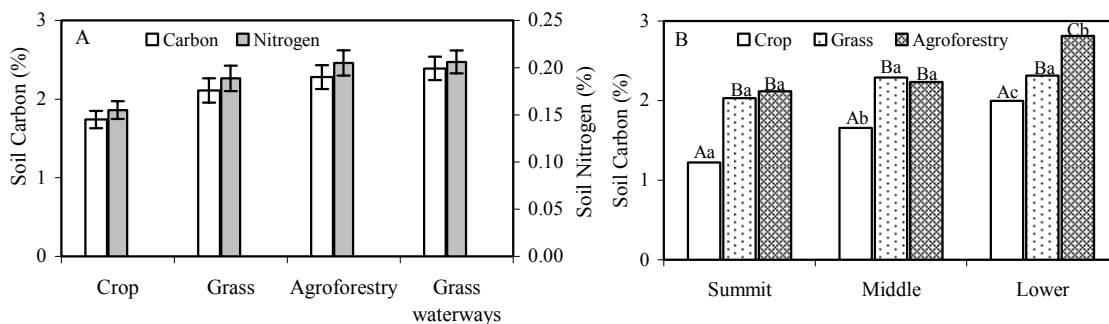 A
Carbon
Nitrogen
Soil Carbon (%)
3
2
1
0
Soil Nitrogen (%)
0.25
0.20
0.15
0.10
0.05
0.00
Crop
Grass
Agroforestry
Grass
waterways
B
Crop
Grass
Agroforestry
Soil Carbon (%)
3
2
1
0
Aa
Ba
Ba
Ab
Ba
Ba
Ac
Ba
Cb
Summit
Middle
Lower